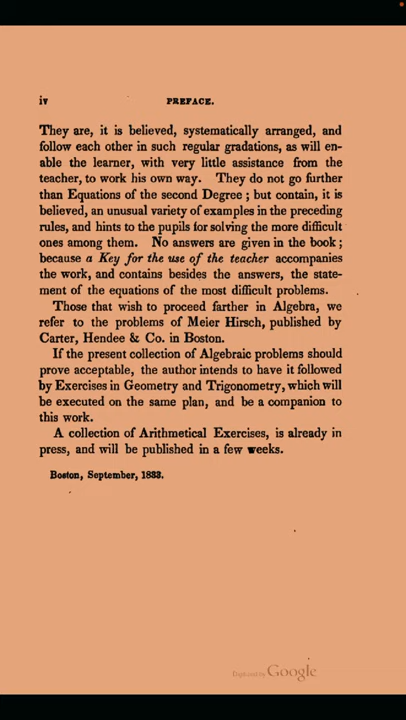 iv PREFACE.
They are, it is believed, systematically arranged, and
follow each other in such regular gradations, as will en-
able the learner, with very little assistance from the
teacher, to work his own way. They do not go further
than Equations of the second Degree ; but contain, it is
believed, an unusual variety of examples in the preceding
rules, and hints to the pupils for solving the more difficult
ones among them. No answers are given in the book ;
because a Key for the use of the teacher accompanies
the work, and contains besides the answers, the state-
ment of the equations of the most difficult problems.
Those that wish to proceed farther in Algebra, we
refer to the problems of Meier Hirsch, published by
Carter, Hendee & Co. in Boston.
If the present collection of Algebraic problems should
prove acceptable, the author intends to have it followed
by Exercises in Geometry and Trigonometry, which will
be executed on the same plan, and be a companion to
this work.
A collection of Arithmetical Exercises, is already in
press, and will be published in a few weeks.
Boston, September, 1833.
Digitized by Google